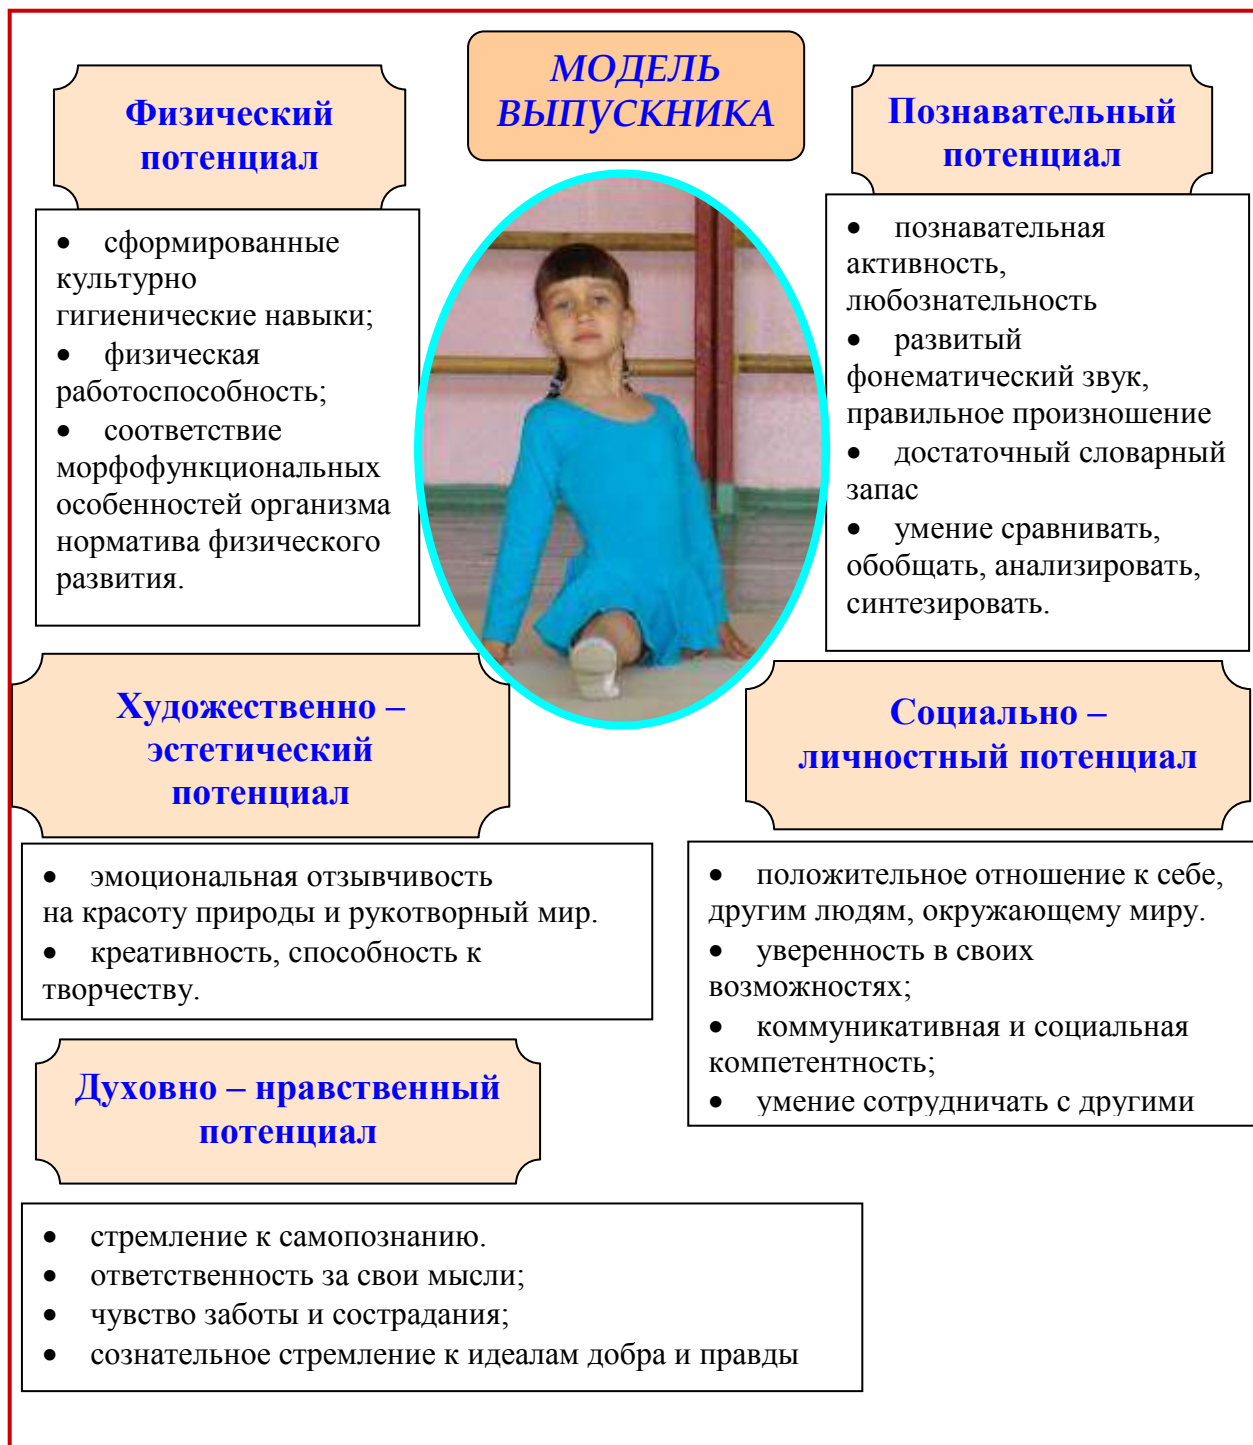 МОДЕЛЬ
ВЫПУСКНИКА
Физический
потенциал
• сформированные
культурно
гигиенические навыки;
• физическая
работоспособность;
• соответствие
морфофункциональных
особенностей организма
норматива физического
развития.
Познавательный
потенциал
• познавательная
активность,
любознательность
• развитый
фонематический звук,
правильное произношение
• достаточный словарный
запас
• умение сравнивать,
обобщать, анализировать,
синтезировать.
Художественно –
эстетический
потенциал
• эмоциональная отзывчивость
на красоту природы и рукотворный мир.
• креативность, способность к
творчеству.
Социально –
личностный потенциал
• положительное отношение к себе,
другим людям, окружающему миру.
• уверенность в своих
возможностях;
• коммуникативная и социальная
компетентность;
• умение сотрудничать с другими
Духовно – нравственный
потенциал
• стремление к самопознанию.
• ответственность за свои мысли;
• чувство заботы и сострадания;
• сознательное стремление к идеалам добра и правды